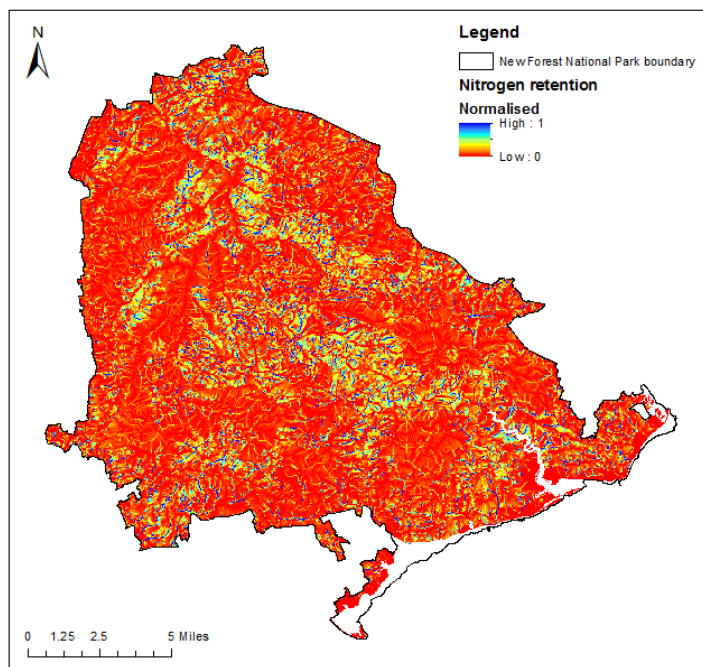 N
Legend
New Forest National Park boundary
Nitrogen retention
Normalised
High : 1
Low : 0
0 1.25 2.5 5 Miles